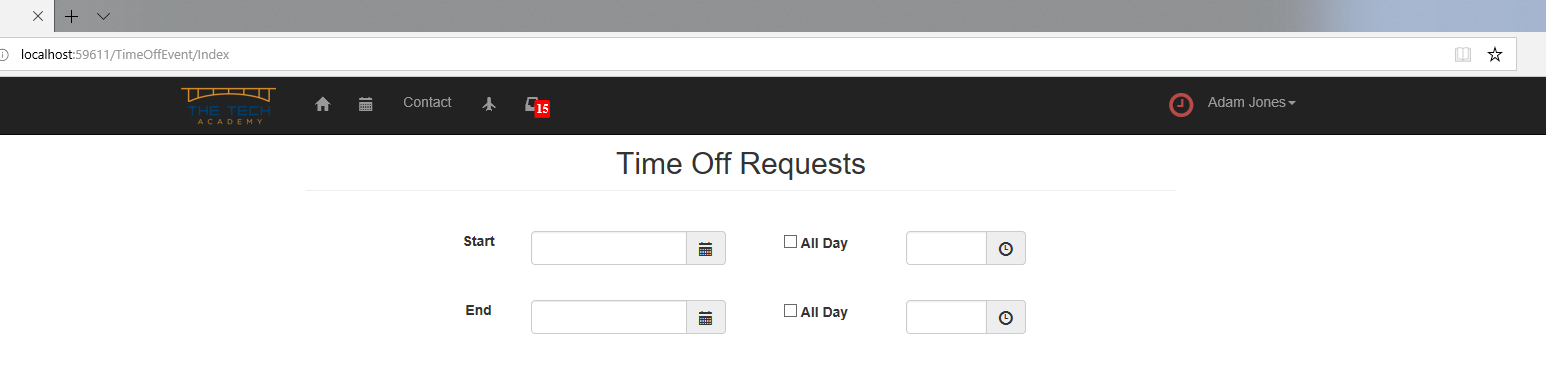 localhost:59611/TimeOffEvent/Index
THE TECH
ACADEMY
Contact
15
Adam Jones
Time Off Requests
Start
All Day
End
All Day